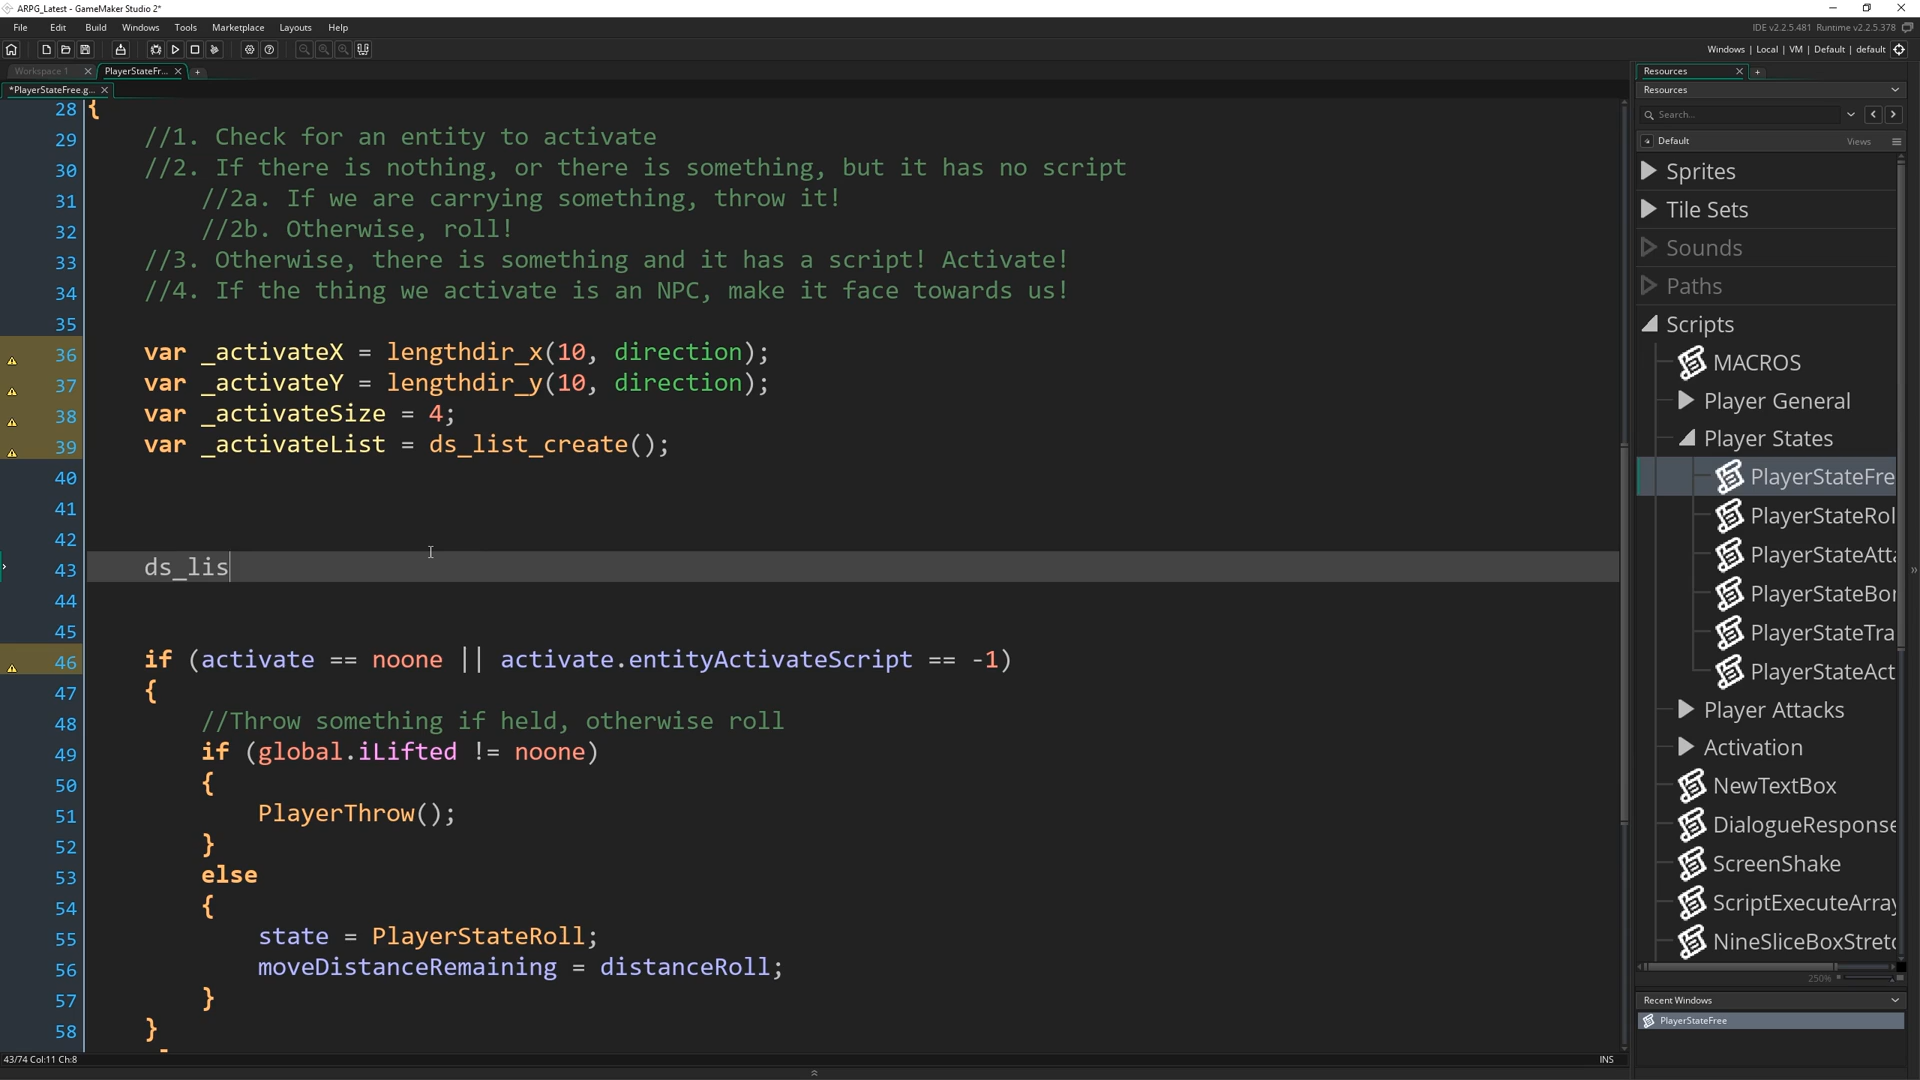 ARPG_Latest - GameMaker Studio 2*
File Edit Build Windows Tools Marketplace Layouts Help
IDE v2.2.5.481 Runtime v2.2.5.378
Windows | Local | VM | Default | default
Workspace 1
PlayerStateFr...
Resources
*PlayerStateFree.g...
Resources
Search...
Default
Views
28 {
29 //1. Check for an entity to activate
30 //2. If there is nothing, or there is something, but it has no script
31 //2a. If we are carrying something, throw it!
32 //2b. Otherwise, roll!
33 //3. Otherwise, there is something and it has a script! Activate!
34 //4. If the thing we activate is an NPC, make it face towards us!
35
36 var _activateX = lengthdir_x(10, direction);
37 var _activateY = lengthdir_y(10, direction);
38 var _activateSize = 4;
39 var _activateList = ds_list_create();
40
41
42
43 ds_lis
44
45
46 if (activate == noone || activate.entityActivateScript == -1)
47 {
48 //Throw something if held, otherwise roll
49 if (global.iLifted != noone)
50 {
51 PlayerThrow();
52 }
53 else
54 {
55 state = PlayerStateRoll;
56 moveDistanceRemaining = distanceRoll;
57 }
58 }
Sprites
Tile Sets
Sounds
Paths
Scripts
MACROS
Player General
Player States
PlayerStateFre
PlayerStateRol
PlayerStateAtta
PlayerStateBon
PlayerStateTra
PlayerStateAct
Player Attacks
Activation
NewTextBox
DialogueResponse
ScreenShake
ScriptExecuteArray
NineSliceBoxStretc
250%
Recent Windows
PlayerStateFree
43/74 Col:11 Ch:8
INS